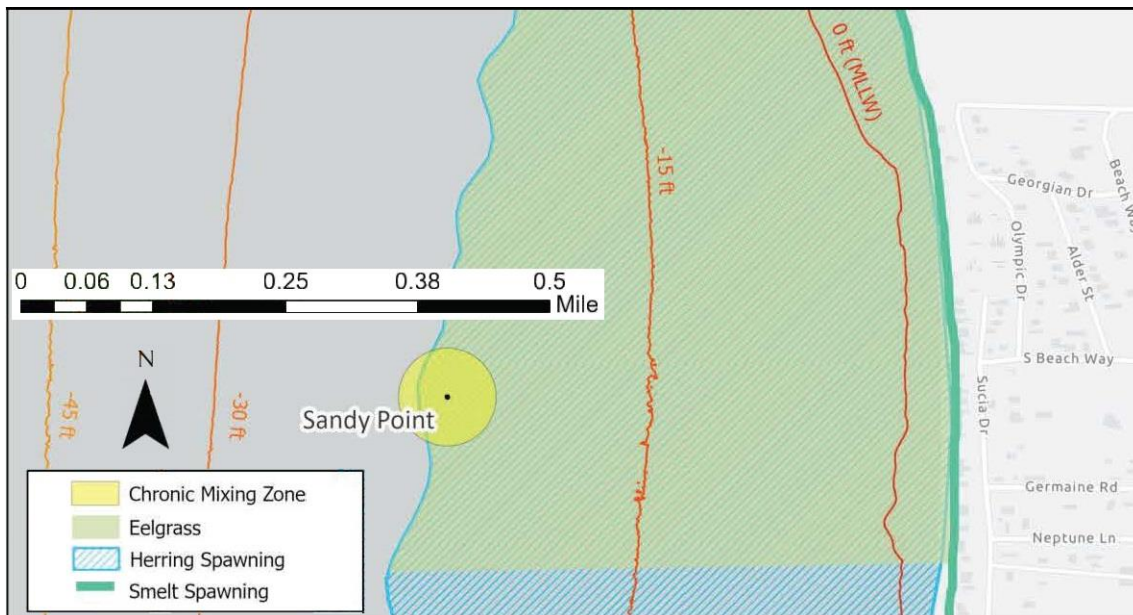 0 ft (MLLW)
-15 ft
Beach Way
Georgian Dr
Olympic Dr
Alder St
0 0.06 0.13 0.25 0.38 0.5
Mile
N
S Beach Way
-45 ft
-30 ft
Sandy Point
Sucia Dr
Chronic Mixing Zone
Eelgrass
Herring Spawning
Smelt Spawning
Germaine Rd
Neptune Ln